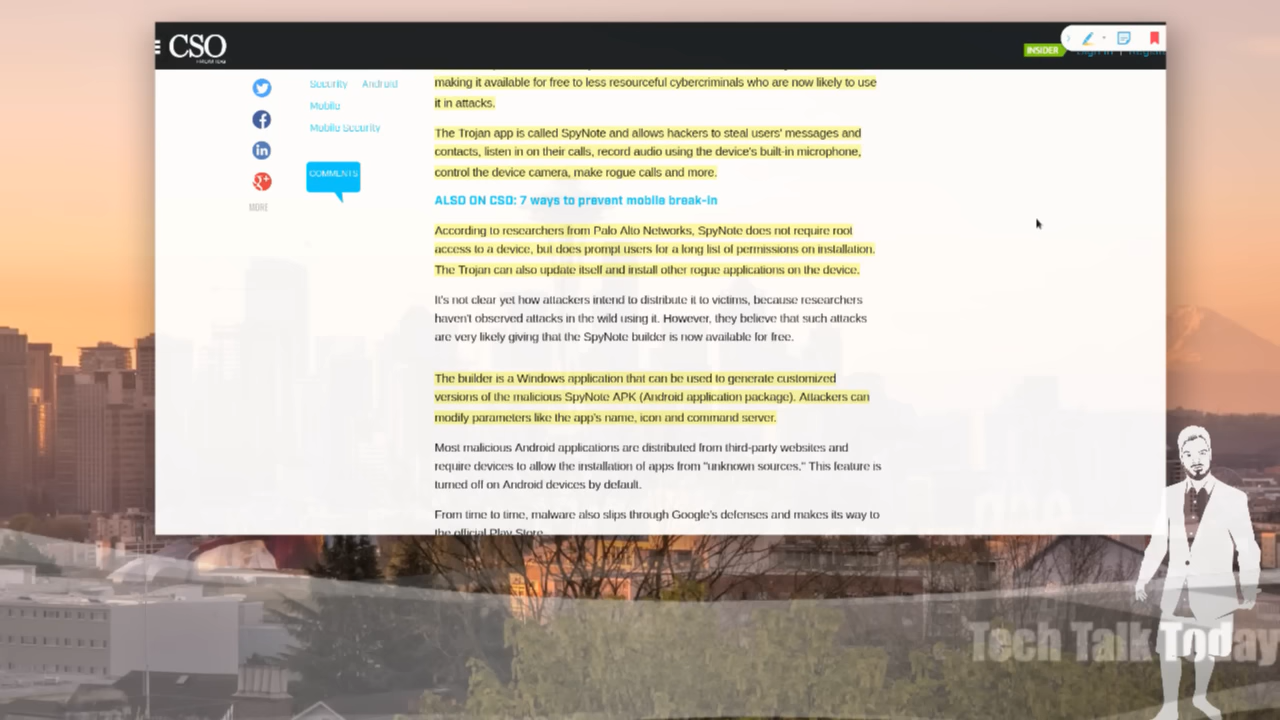 CSO
INSIDER
Security Android
Mobile
Mobile Security
COMMENTS
MORE
making it available for free to less resourceful cybercriminals who are now likely to use
it in attacks.
The Trojan app is called SpyNote and allows hackers to steal users' messages and
contacts, listen in on their calls, record audio using the device's built-in microphone,
control the device camera, make rogue calls and more.
ALSO ON CSO: 7 ways to prevent mobile break-in
According to researchers from Palo Alto Networks, SpyNote does not require root
access to a device, but does prompt users for a long list of permissions on installation.
The Trojan can also update itself and install other rogue applications on the device.
It's not clear yet how attackers intend to distribute it to victims, because researchers
haven't observed attacks in the wild using it. However, they believe that such attacks
are very likely giving that the SpyNote builder is now available for free.
The builder is a Windows application that can be used to generate customized
versions of the malicious SpyNote APK (Android application package). Attackers can
modify parameters like the app's name, icon and command server.
Most malicious Android applications are distributed from third-party websites and
require devices to allow the installation of apps from "unknown sources." This feature is
turned off on Android devices by default.
From time to time, malware also slips through Google's defenses and makes its way to
the official Play Store.
Tech Talk Today